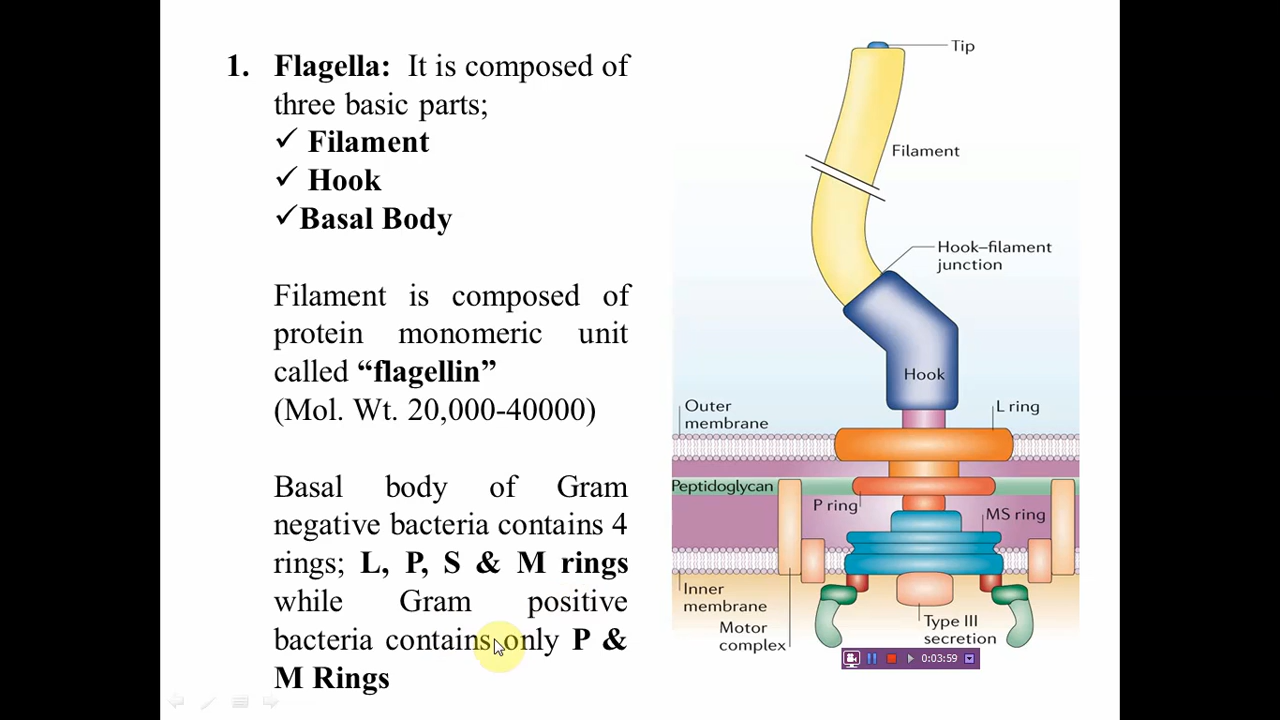 1. Flagella: It is composed of
three basic parts;
✓ Filament
✓ Hook
✓Basal Body
Filament is composed of
protein monomeric unit
called “flagellin”
(Mol. Wt. 20,000-40000)
Basal body of Gram
negative bacteria contains 4
rings; L, P, S & M rings
while Gram positive
bacteria contains only P &
M Rings
Tip
Filament
Hook–filament
junction
Hook
Outer
membrane
L ring
Peptidoglycan
P ring
MS ring
Inner
membrane
Motor
complex
Type III
secretion
0:03:59